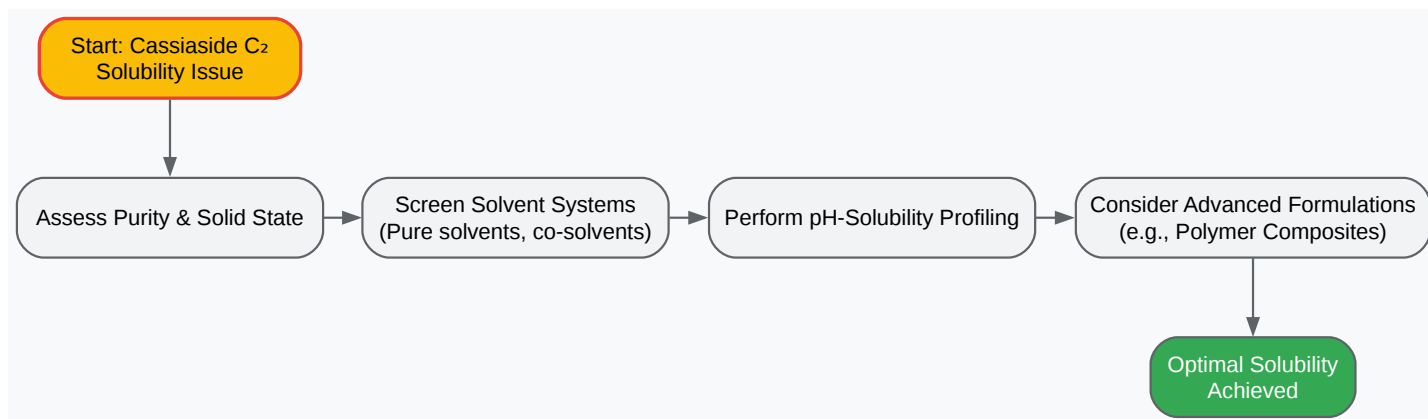 Start: Cassiaside C₂
Solubility Issue
Assess Purity & Solid State
Screen Solvent Systems
(Pure solvents, co-solvents)
Perform pH-Solubility Profiling
Consider Advanced Formulations
(e.g., Polymer Composites)
Optimal Solubility
Achieved